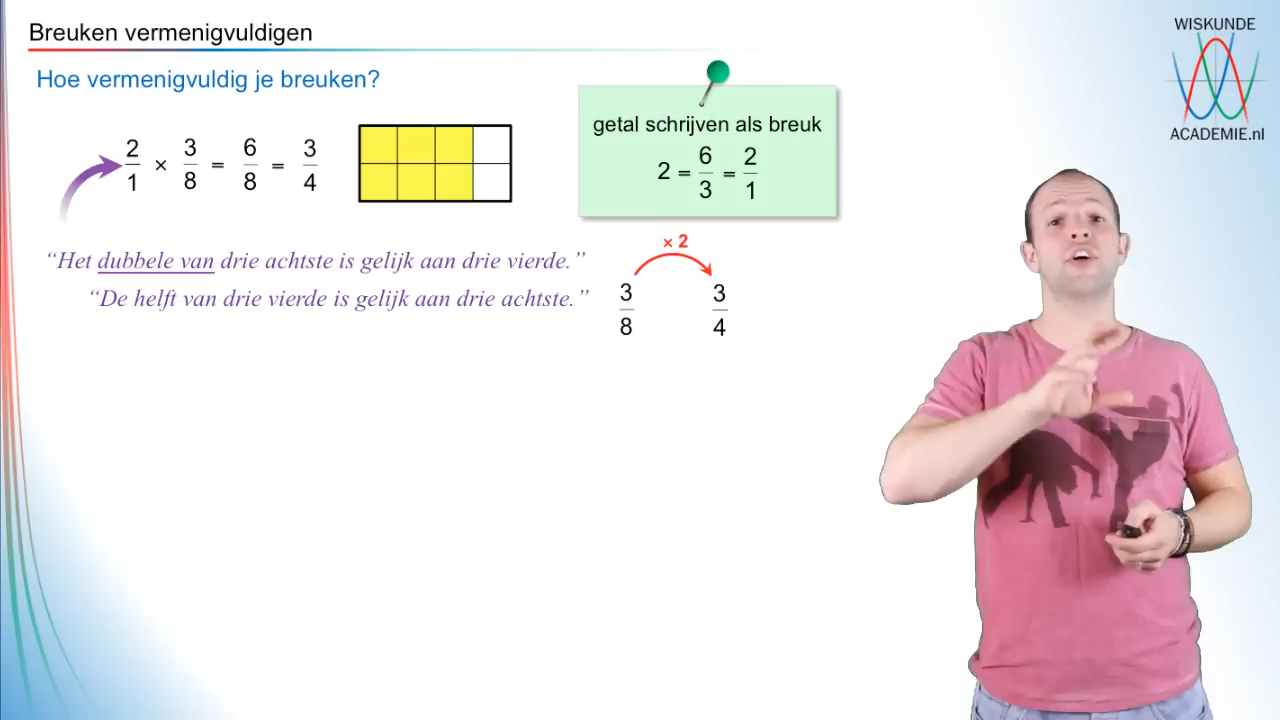 Breuken vermenigvuldigen
WISKUNDE
ACADEMIE.nl
Hoe vermenigvuldig je breuken?
2/1 × 3/8 = 6/8 = 3/4
getal schrijven als breuk
2 = 6/3 = 2/1
“Het dubbele van drie achtste is gelijk aan drie vierde.”
“De helft van drie vierde is gelijk aan drie achtste.”
× 2
3/8 3/4